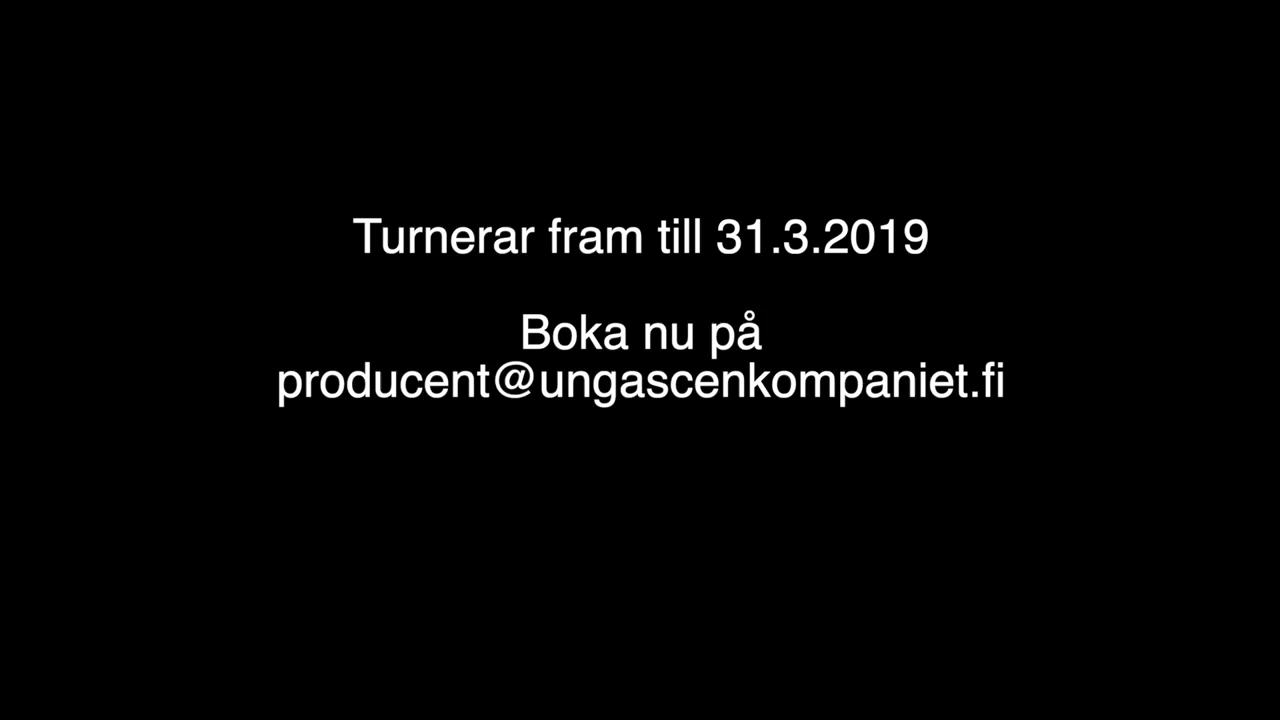 Turnerar fram till 31.3.2019
Boka nu på
producent@ungascenkompaniet.fi